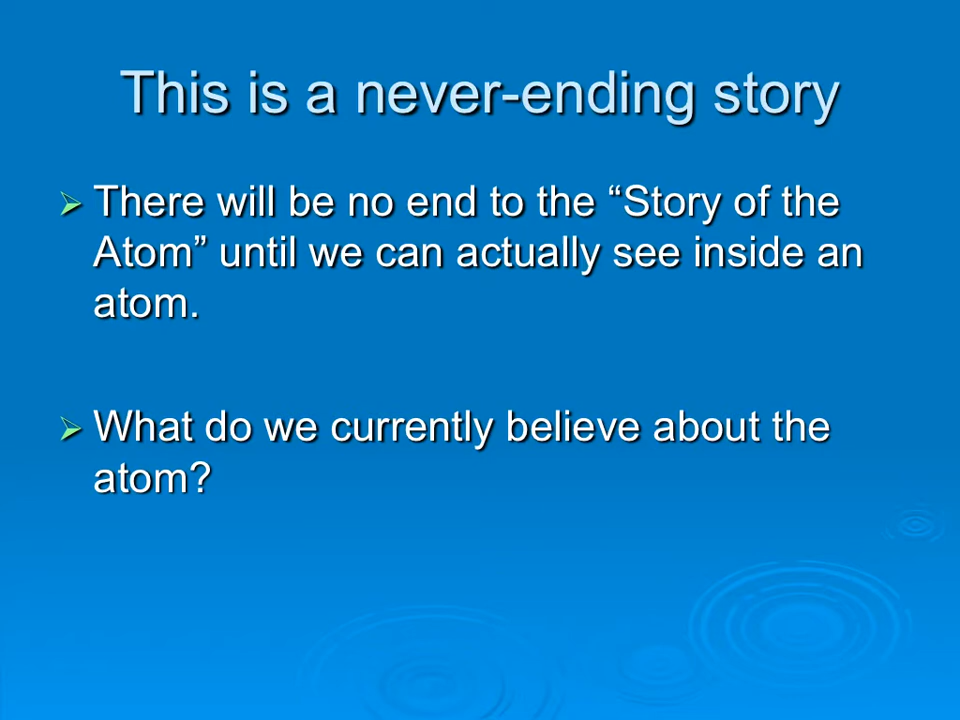 This is a never-ending story
There will be no end to the “Story of the
Atom” until we can actually see inside an
atom.
What do we currently believe about the
atom?